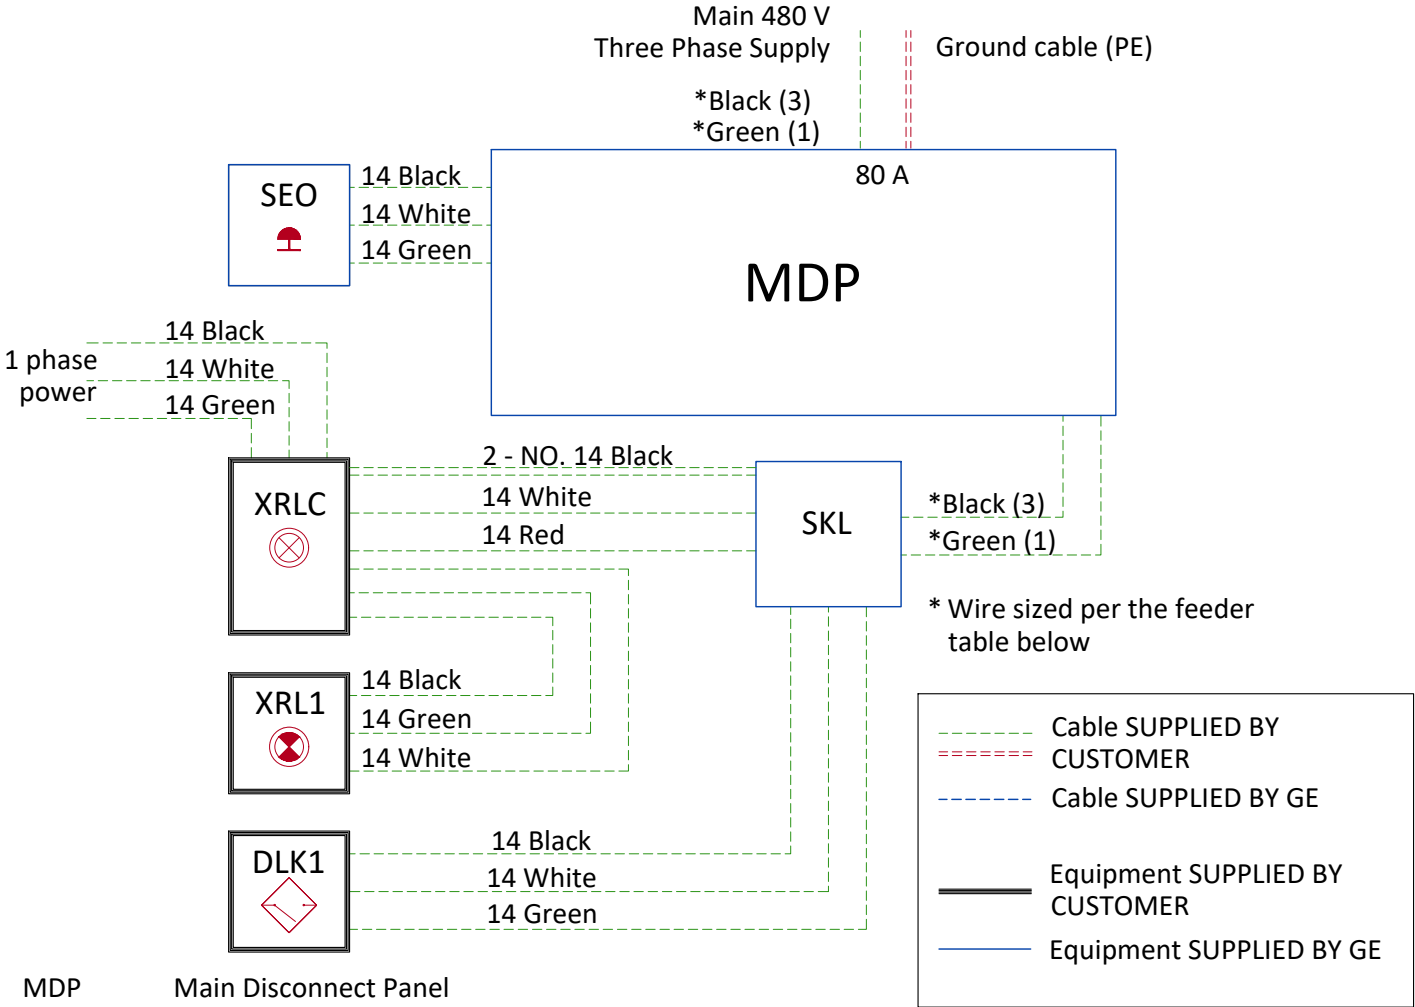 Main 480 V
Three Phase Supply
Ground cable (PE)
*Black (3)
*Green (1)
80 A
SEO
14 Black
14 White
14 Green
MDP
1 phase
power
14 Black
14 White
14 Green
XRLC
2 - NO. 14 Black
14 White
14 Red
SKL
*Black (3)
*Green (1)
* Wire sized per the feeder
table below
XRL1
14 Black
14 Green
14 White
DLK1
14 Black
14 White
14 Green
Cable SUPPLIED BY
CUSTOMER
Cable SUPPLIED BY GE
Equipment SUPPLIED BY
CUSTOMER
Equipment SUPPLIED BY GE
MDP Main Disconnect Panel